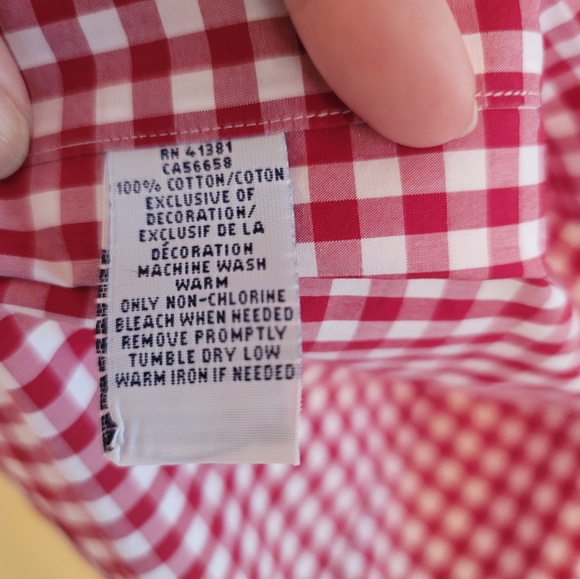 RN 41381
CA56658
100% COTTON/COTON
EXCLUSIVE OF
DECORATION/
EXCLUSIF DE LA
DÉCORATION
MACHINE WASH
WARM
ONLY NON-CHLORINE
BLEACH WHEN NEEDED
REMOVE PROMPTLY
TUMBLE DRY LOW
WARM IRON IF NEEDED